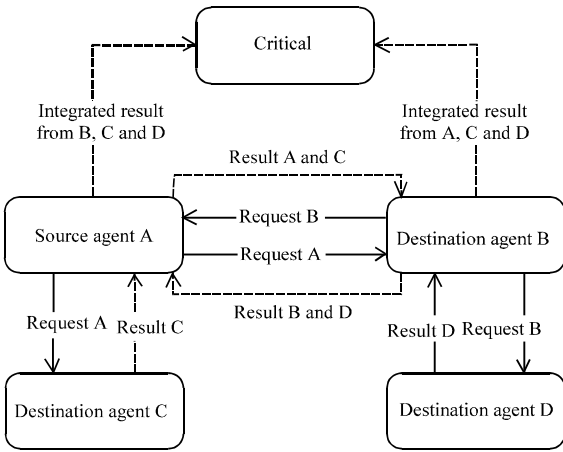 Critical
Integrated result
from B, C and D
Integrated result
from A, C and D
Result A and C
Request B
Source agent A
Destination agent B
Request A
Result B and D
Request A
Result C
Result D
Request B
Destination agent C
Destination agent D